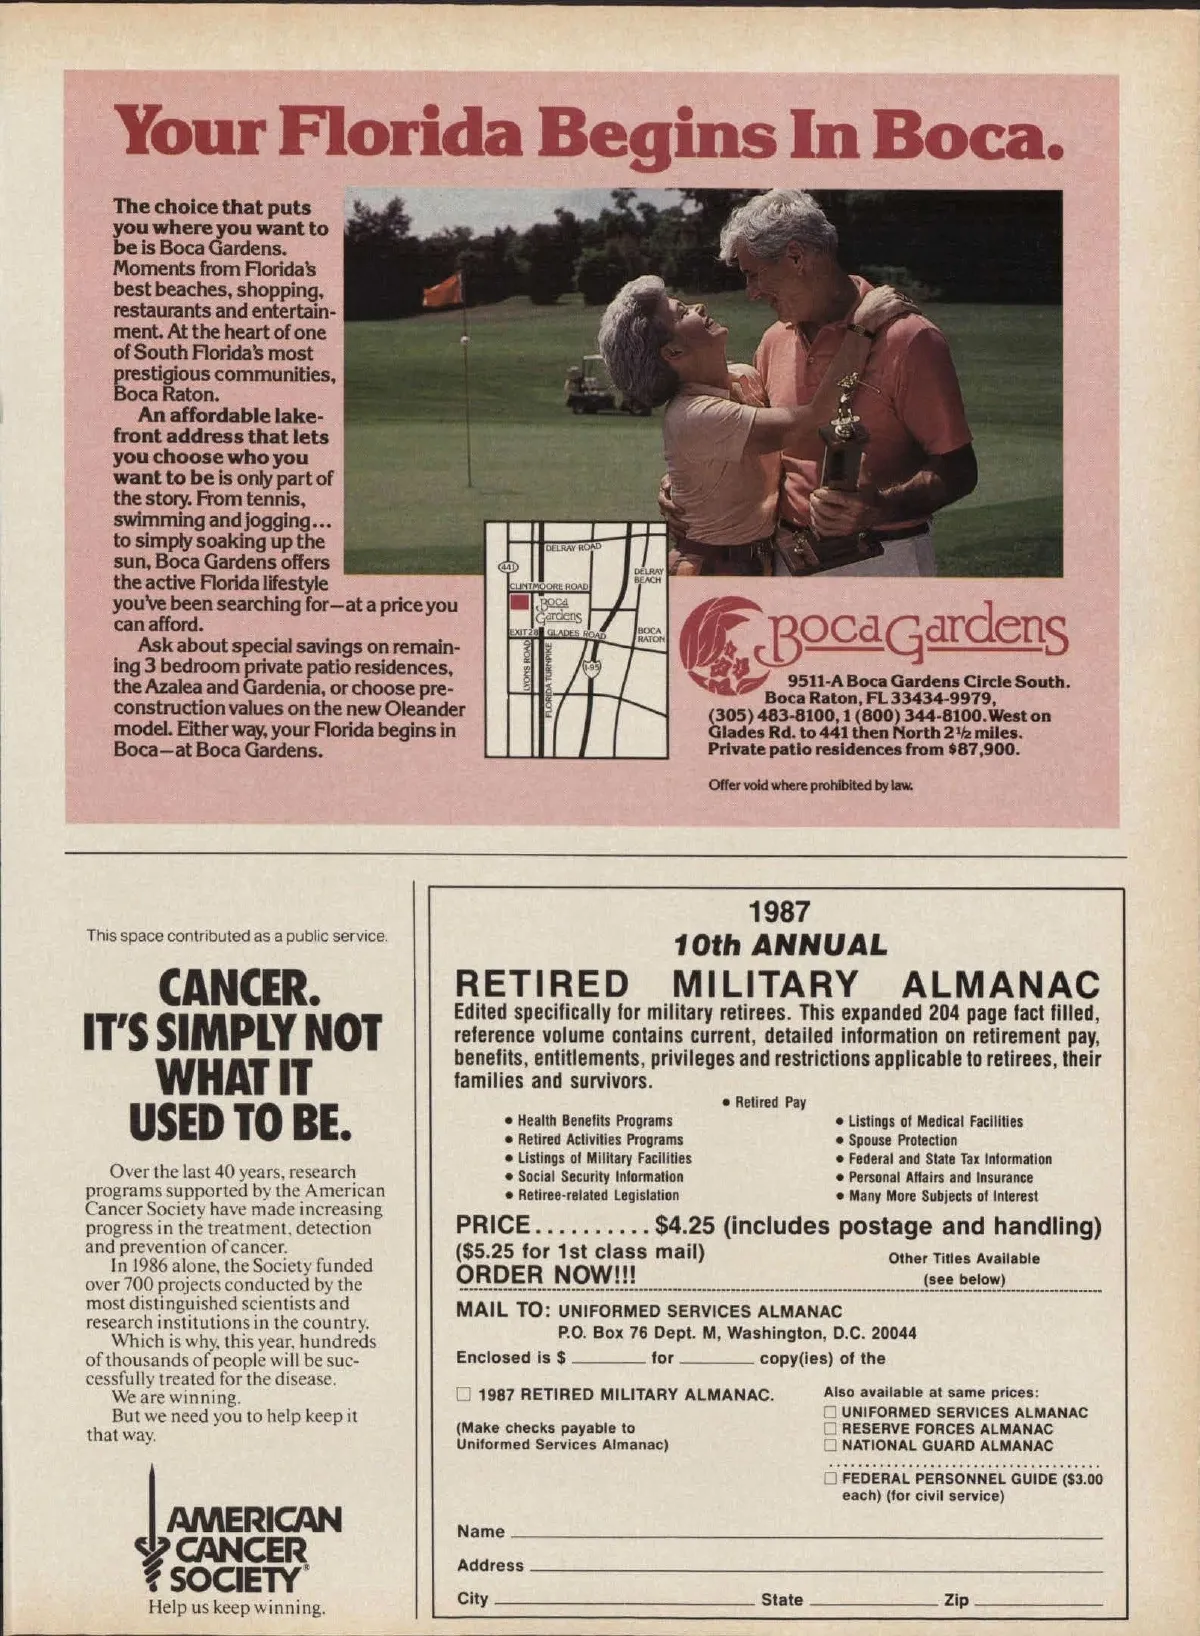 Your Florida Begins In Boca.
The choice that puts
you where you want to
be is Boca Gardens.
Moments from Florida's
best beaches, shopping,
restaurants and entertain-
ment. At the heart of one
of South Florida's most
prestigious communities,
Boca Raton.
An affordable lake-
front address that lets
you choose who you
want to be is only part of
the story. From tennis,
swimming and jogging...
to simply soaking up the
sun, Boca Gardens offers
the active Florida lifestyle
you've been searching for—at a price you
can afford.
Ask about special savings on remain-
ing 3 bedroom private patio residences,
the Azalea and Gardenia, or choose pre-
construction values on the new Oleander
model. Either way, your Florida begins in
Boca—at Boca Gardens.
DELRAY ROAD
441
DELRAY
BEACH
CLINTMOORE ROAD
Boca
Gardens
EXIT 28
GLADES ROAD
BOCA
RATON
LYONS ROAD
FLORIDA TURNPIKE
I-95
Boca Gardens
9511-A Boca Gardens Circle South.
Boca Raton, FL 33434-9979,
(305) 483-8100, 1 (800) 344-8100. West on
Glades Rd. to 441 then North 2½ miles.
Private patio residences from $87,900.
Offer void where prohibited by law.
This space contributed as a public service.
CANCER.
IT'S SIMPLY NOT
WHAT IT
USED TO BE.
Over the last 40 years, research
programs supported by the American
Cancer Society have made increasing
progress in the treatment, detection
and prevention of cancer.
In 1986 alone, the Society funded
over 700 projects conducted by the
most distinguished scientists and
research institutions in the country.
Which is why, this year, hundreds
of thousands of people will be suc-
cessfully treated for the disease.
We are winning.
But we need you to help keep it
that way.
AMERICAN
CANCER
SOCIETY®
Help us keep winning.
1987
10th ANNUAL
RETIRED MILITARY ALMANAC
Edited specifically for military retirees. This expanded 204 page fact filled,
reference volume contains current, detailed information on retirement pay,
benefits, entitlements, privileges and restrictions applicable to retirees, their
families and survivors.
• Retired Pay
• Health Benefits Programs
• Retired Activities Programs
• Listings of Military Facilities
• Social Security Information
• Retiree-related Legislation
• Listings of Medical Facilities
• Spouse Protection
• Federal and State Tax Information
• Personal Affairs and Insurance
• Many More Subjects of Interest
PRICE.......... $4.25 (includes postage and handling)
($5.25 for 1st class mail)
ORDER NOW!!!
Other Titles Available
(see below)
MAIL TO: UNIFORMED SERVICES ALMANAC
P.O. Box 76 Dept. M, Washington, D.C. 20044
Enclosed is $ ________ for ________ copy(ies) of the
☐ 1987 RETIRED MILITARY ALMANAC.
(Make checks payable to
Uniformed Services Almanac)
Also available at same prices:
☐ UNIFORMED SERVICES ALMANAC
☐ RESERVE FORCES ALMANAC
☐ NATIONAL GUARD ALMANAC
☐ FEDERAL PERSONNEL GUIDE ($3.00
each) (for civil service)
Name
Address
City ________ State ________ Zip ________